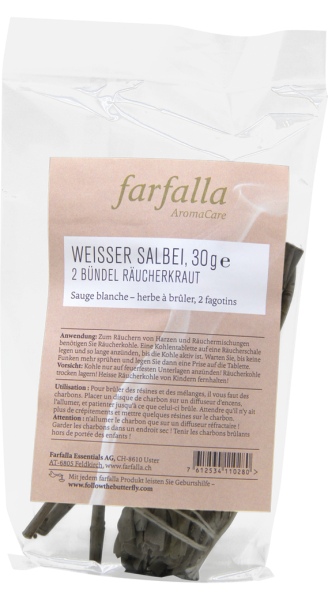 farfalla
AromaCare
WEISSER SALBEI, 30g e
2 BÜNDEL RÄUCHERKRAUT
Sauge blanche – herbe à brûler, 2 fagotins
Anwendung: Zum Räuchern von Harzen und Räuchermischungen
benötigen Sie Räucherkohle. Eine Kohlentablette auf eine Räucherschale
legen und so lange anzünden, bis die Kohle aktiv ist. Warten Sie, bis keine
Funken mehr sprühen und legen Sie dann eine Prise auf die Tablette.
Vorsicht: Kohle nur auf feuerfesten Unterlagen anzünden! Räucherkohle
trocken lagern! Heisse Räucherkohle von Kindern fernhalten!
Utilisation : Pour brûler des résines et des mélanges, il vous faut des
charbons. Placer un disque de charbon sur un diffuseur d'encens,
l'allumer, et patienter jusqu'à ce que celui-ci brûle. Attendre qu'il n'y ait
plus de crépitements et mettre quelques résines sur le charbon.
Attention : n'allumer le charbon que sur un diffuseur réfractaire !
Garder les charbons dans un endroit sec ! Tenir les charbons brûlants
hors de portée des enfants !
Farfalla Essentials AG, CH-8610 Uster
AT-6805 Feldkirch, www.farfalla.ch
Mit jedem farfalla Produkt leisten Sie Geburtshilfe –
www.followthebutterfly.com
7 612534 110280